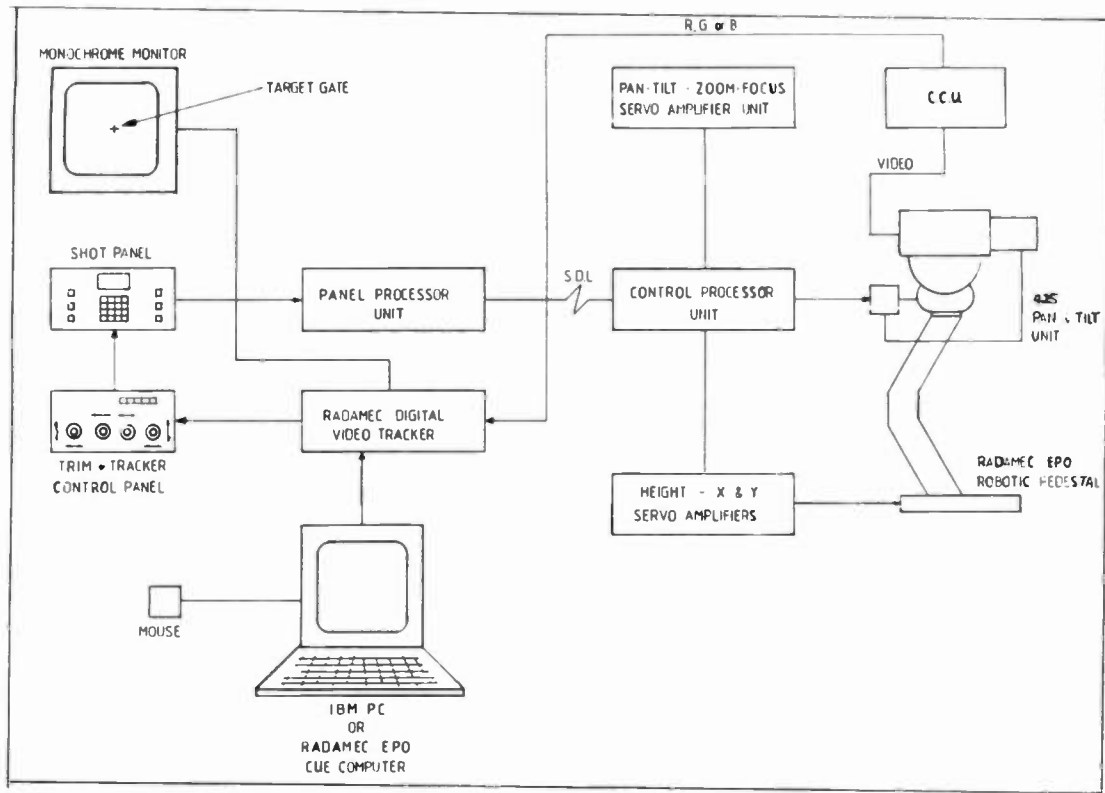 R,G or B
MONOCHROME MONITOR
TARGET GATE
PAN-TILT - ZOOM-FOCUS
SERVO AMPLIFIER UNIT
C.C.U.
VIDEO
SHOT PANEL
PANEL PROCESSOR
UNIT
S.D.L
CONTROL PROCESSOR
UNIT
425
PAN & TILT
UNIT
RADAMEC DIGITAL
VIDEO TRACKER
TRIM + TRACKER
CONTROL PANEL
HEIGHT - X & Y
SERVO AMPLIFIERS
RADAMEC EPO
ROBOTIC PEDESTAL
MOUSE
IBM PC
OR
RADAMEC EPO
CUE COMPUTER